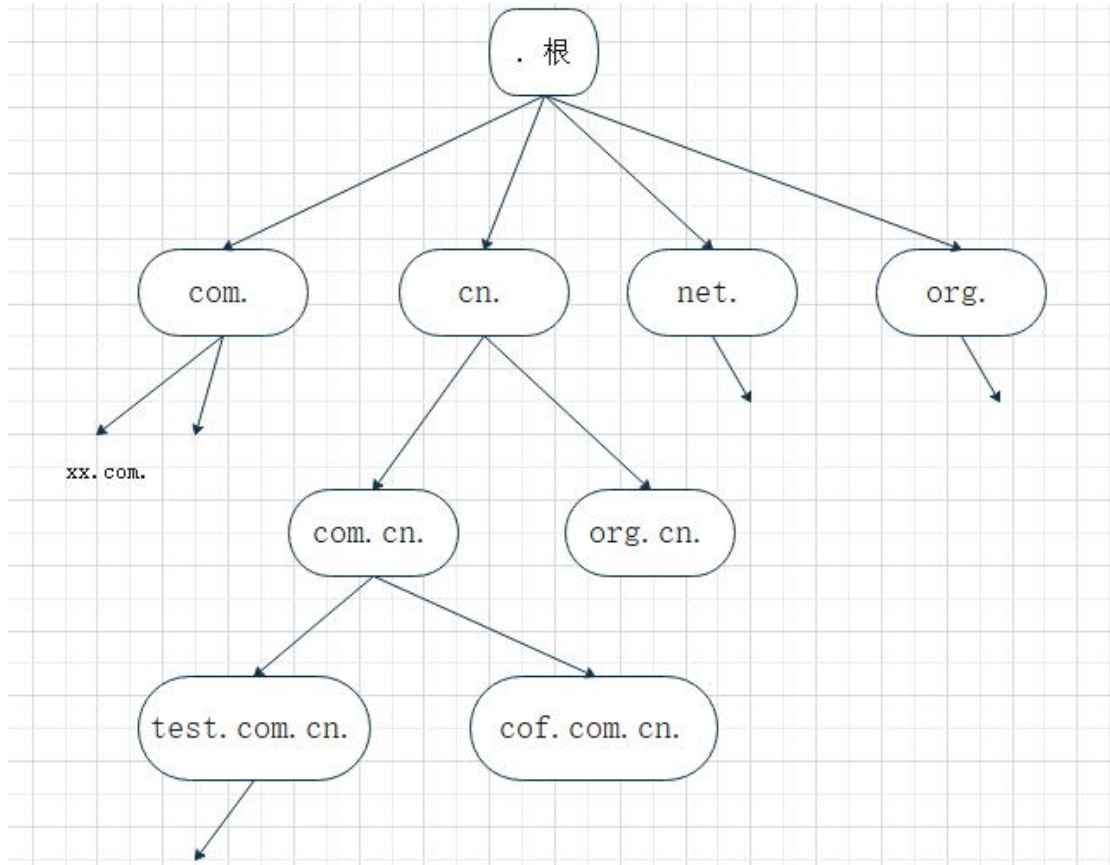 . 根
com.
cn.
net.
org.
xx.com.
com.cn.
org.cn.
test.com.cn.
cof.com.cn.